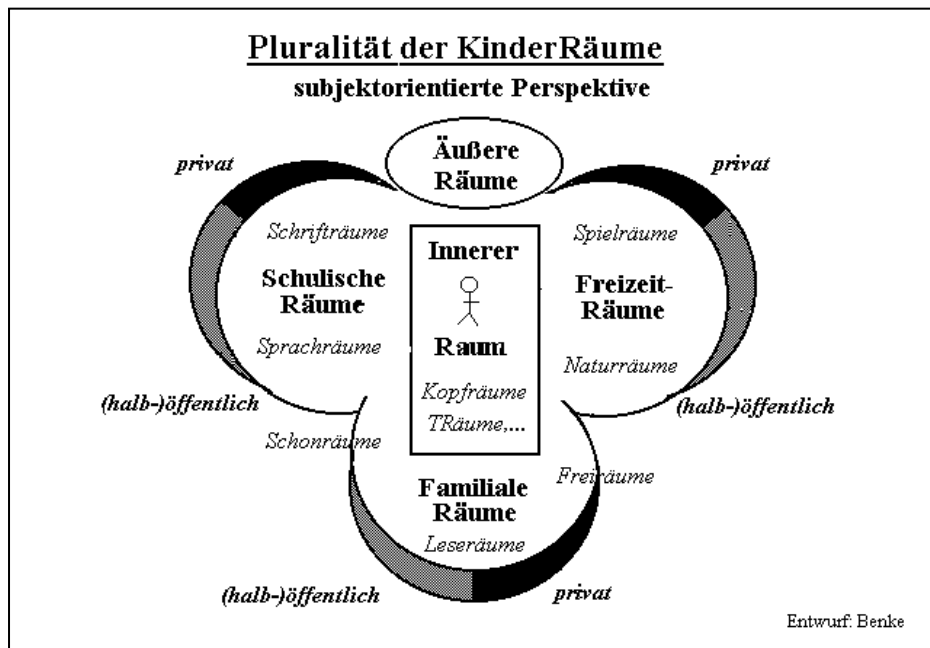 Pluralität der KinderRäume
subjektorientierte Perspektive
Äußere
Räume
privat
privat
Schrifträume
Schulische
Räume
Sprachräume
(halb-)öffentlich
Innerer
Raum
Kopfräume
TRäume,...
Spielräume
Freizeit-
Räume
Naturräume
(halb-)öffentlich
Schonräume
Freiräume
Familiale
Räume
Leseräume
(halb-)öffentlich
privat
Entwurf: Benke